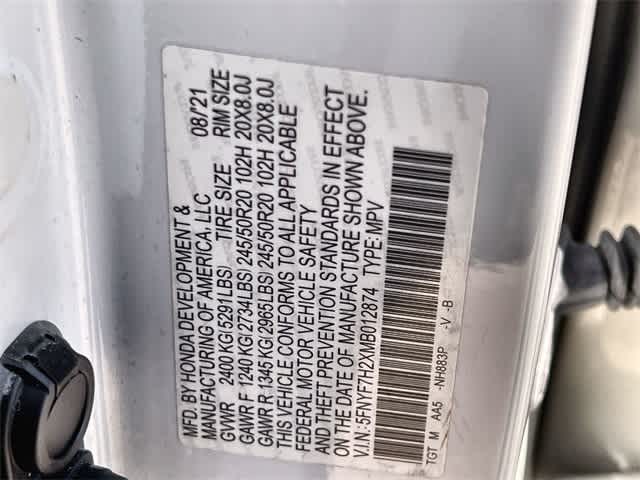 MFD. BY HONDA DEVELOPMENT &
MANUFACTURING OF AMERICA, LLC 08/21
GVWR 2400 KG(5291LBS) TIRE SIZE RIM SIZE
GAWR F 1240 KG(2734LBS) 245/50R20 102H 20X8.0J
GAWR R 1345 KG(2965LBS) 245/50R20 102H 20X8.0J
THIS VEHICLE CONFORMS TO ALL APPLICABLE
FEDERAL MOTOR VEHICLE SAFETY
AND THEFT PREVENTION STANDARDS IN EFFECT
ON THE DATE OF MANUFACTURE SHOWN ABOVE.
V.I.N.: 5FNYF7H2XMB012874 TYPE: MPV
TGT M AA5 -NH883P -V -B